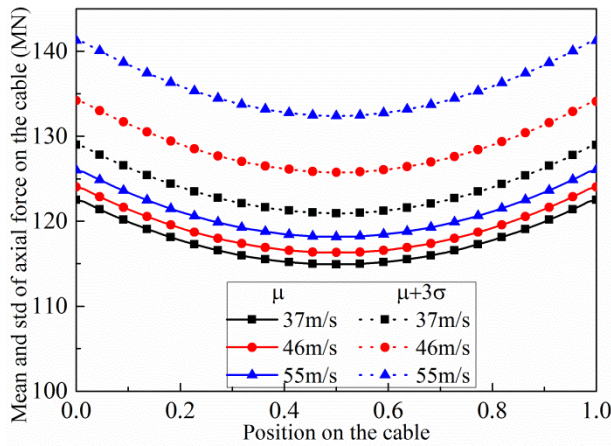 Mean and std of axial force on the cable (MN)
140
130
120
110
100
μ μ+3σ
37m/s 37m/s
46m/s 46m/s
55m/s 55m/s
0.0 0.2 0.4 0.6 0.8 1.0
Position on the cable